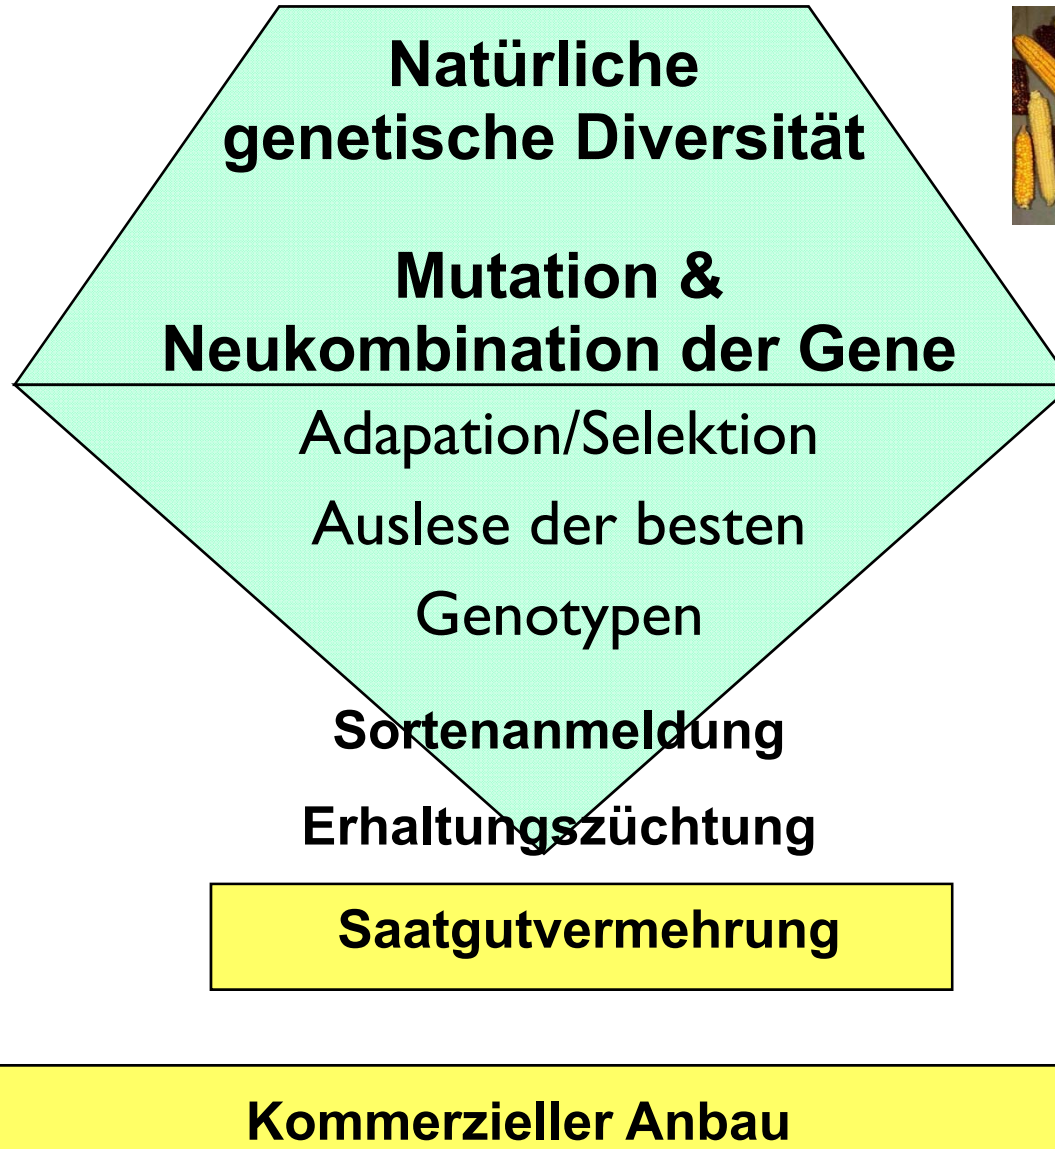 Natürliche
genetische Diversität
Mutation &
Neukombination der Gene
Adapation/Selektion
Auslese der besten
Genotypen
Sortenanmeldung
Erhaltungszüchtung
Saatgutvermehrung
Kommerzieller Anbau